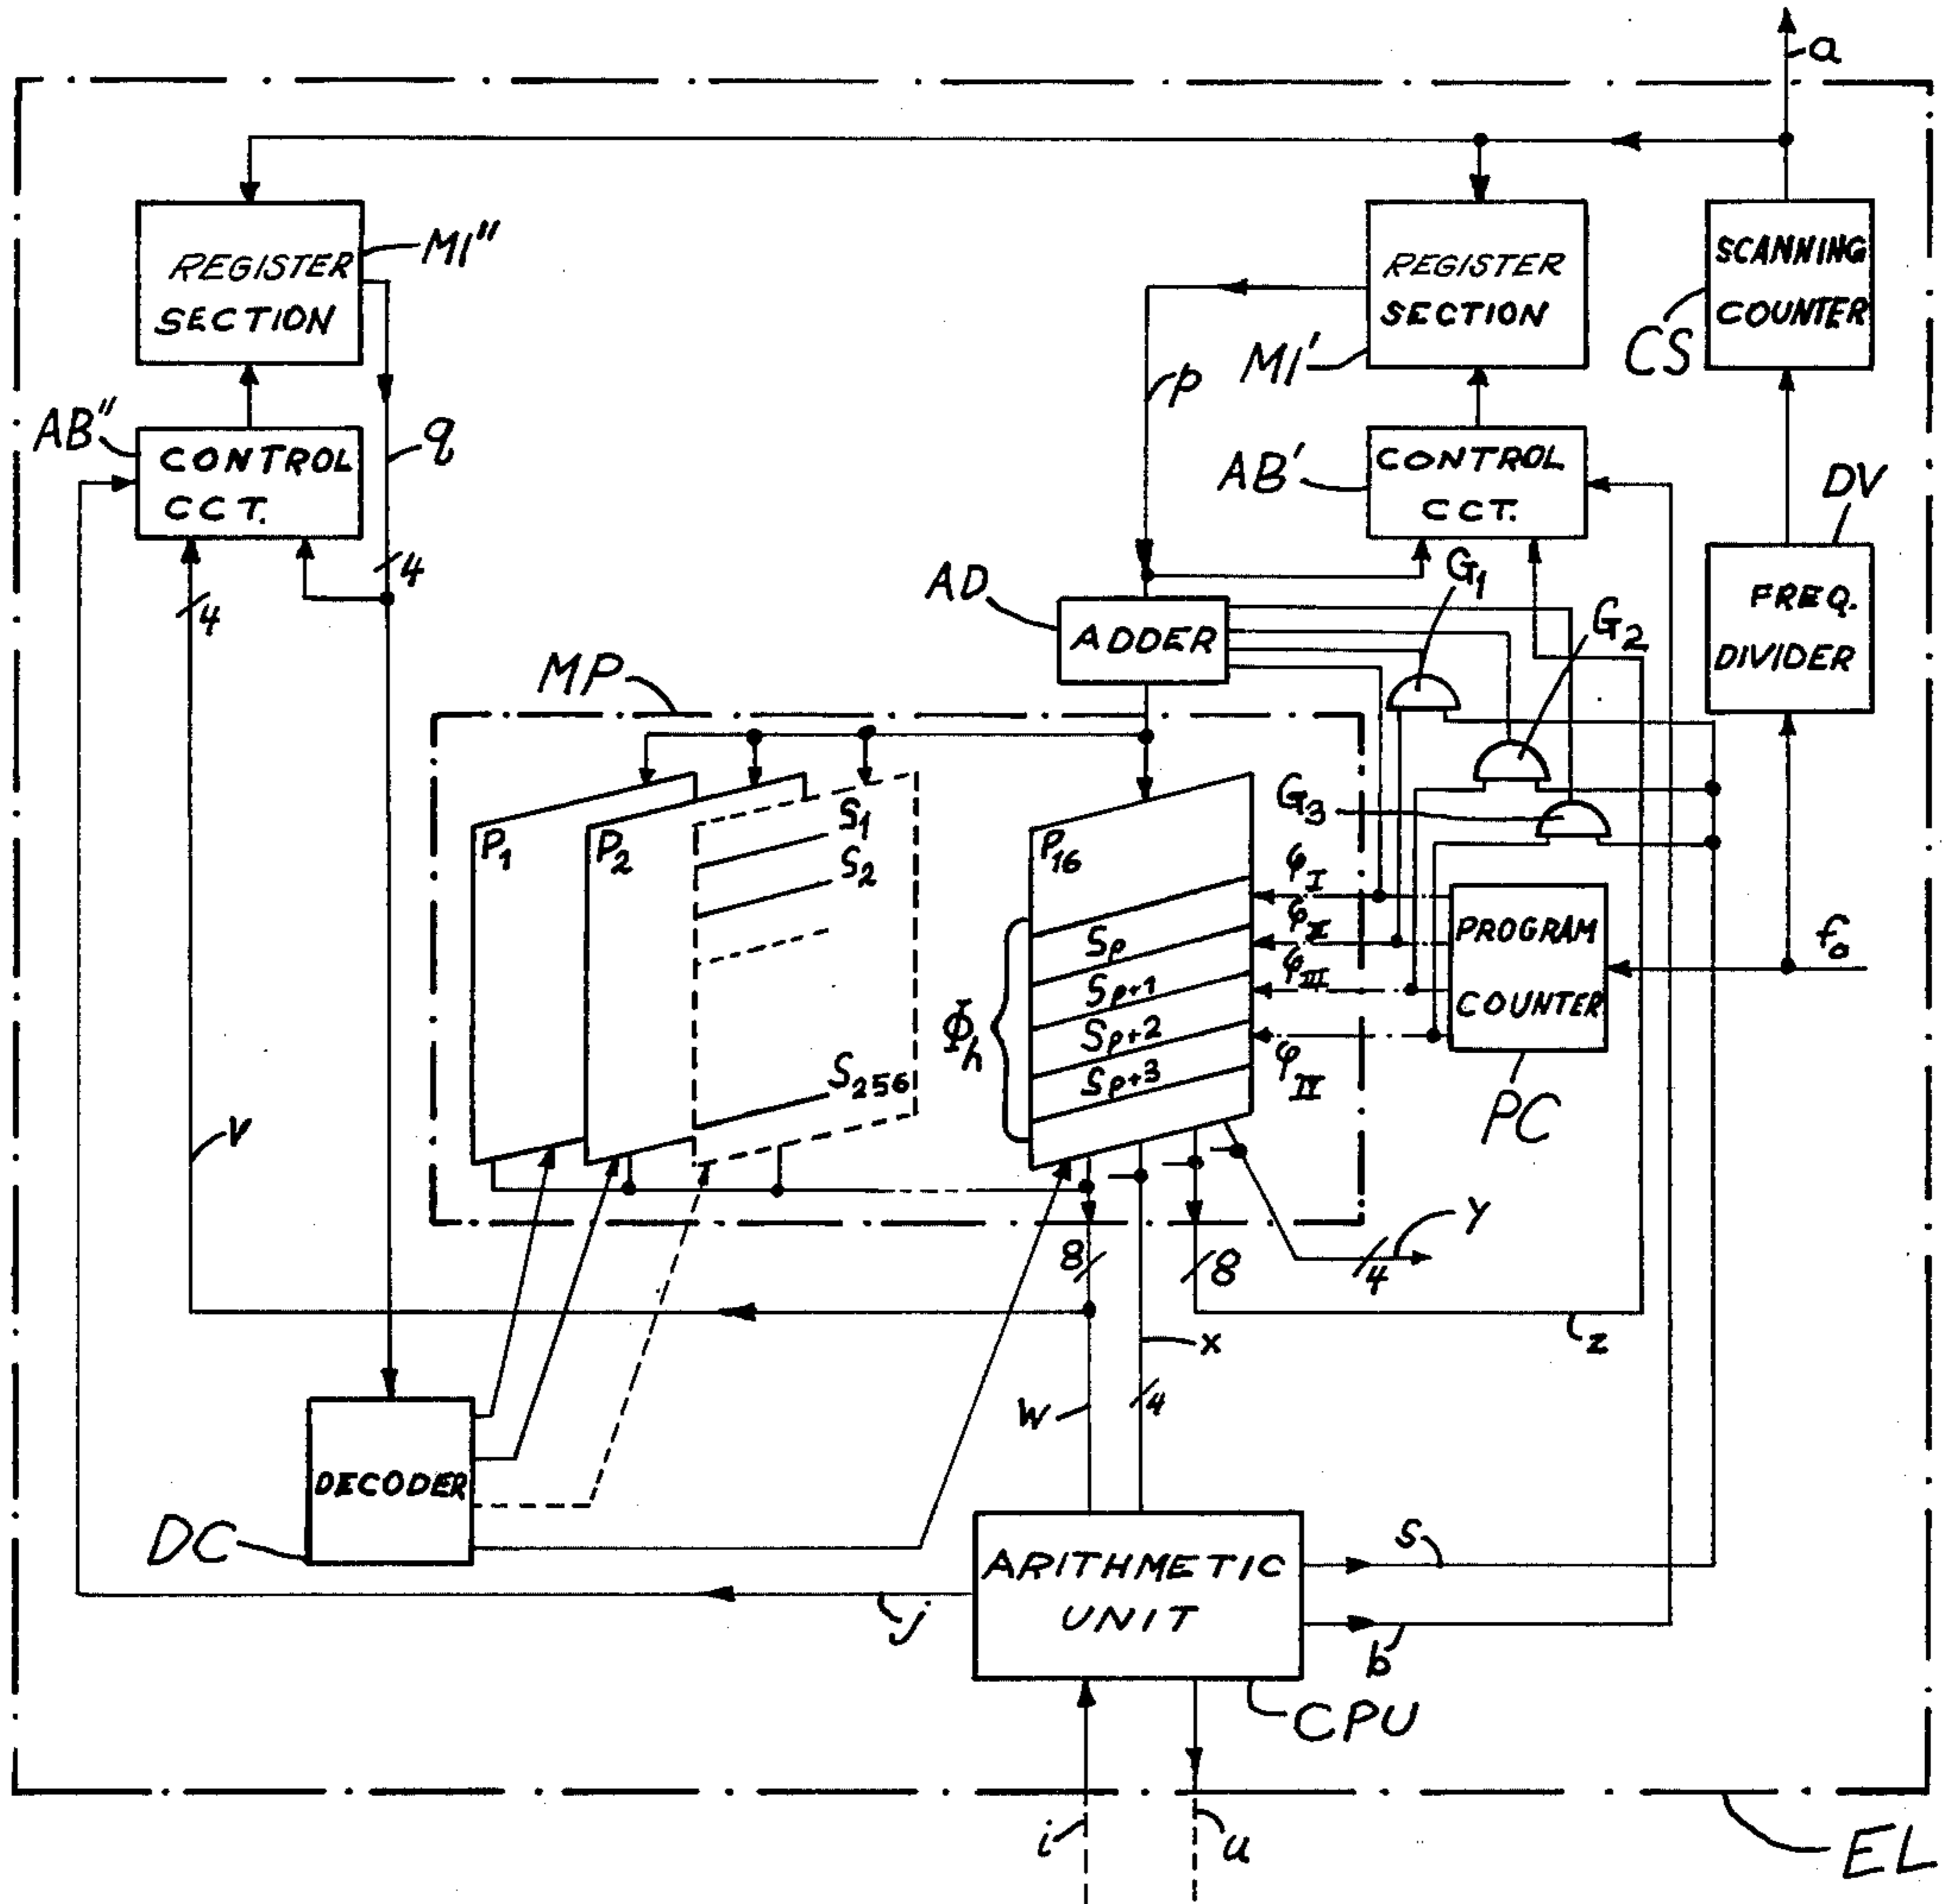 a
REGISTER
SECTION
MI"
REGISTER
SECTION
MI'
SCANNING
COUNTER
CS
p
AB"
CONTROL
CCT.
q
4
4
AB'
CONTROL
CCT.
DV
FREQ.
DIVIDER
AD
ADDER
G1
G2
G3
MP
P1
P2
S1
S2
S256
P16
Sp
Sp+1
Sp+2
Sp+3
Φh
φI
φII
φIII
φIV
PROGRAM
COUNTER
PC
fo
v
8
8
4
y
z
x
w
4
DECODER
DC
j
ARITHMETIC
UNIT
s
b
CPU
i
u
EL